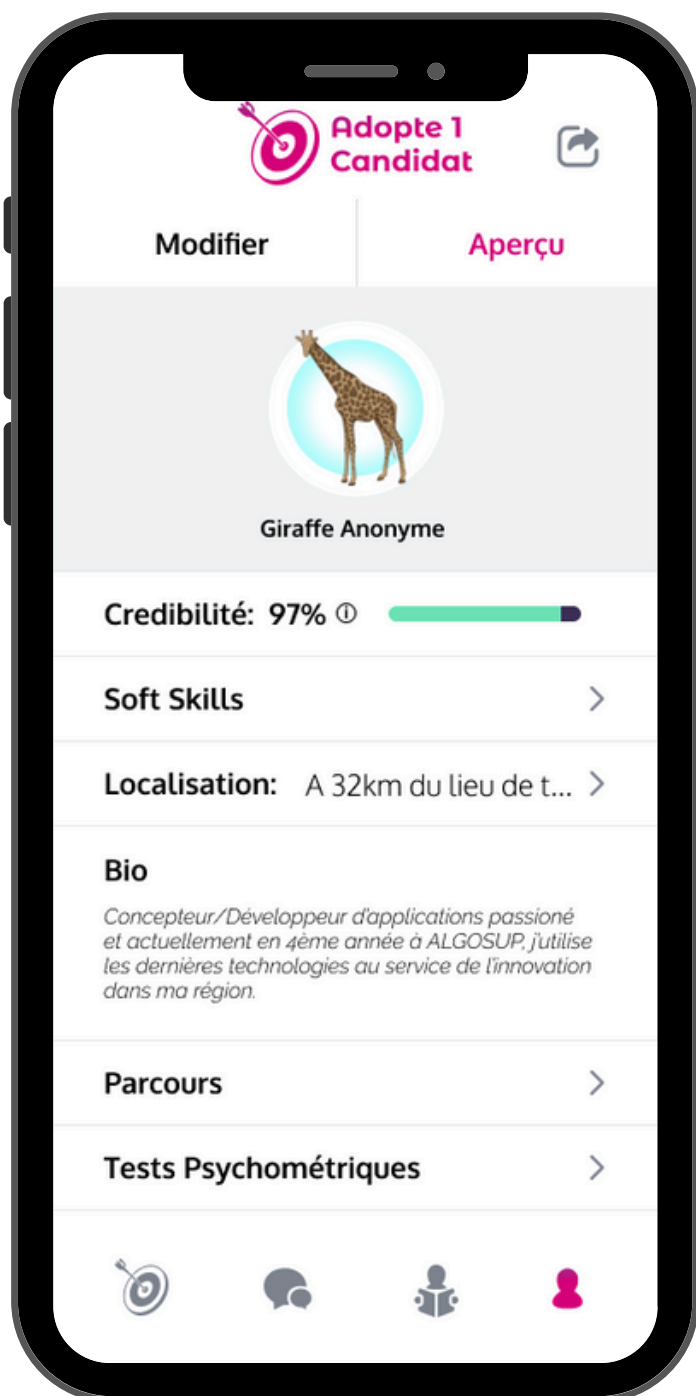 Adopte 1
Candidat
Modifier
Aperçu
Giraffe Anonyme
Credibilité: 97%
Soft Skills
Localisation: A 32km du lieu de t...
Bio
Concepteur/Développeur d'applications passioné
et actuellement en 4ème année à ALGOSUP, j'utilise
les dernières technologies au service de l'innovation
dans ma région.
Parcours
Tests Psychométriques